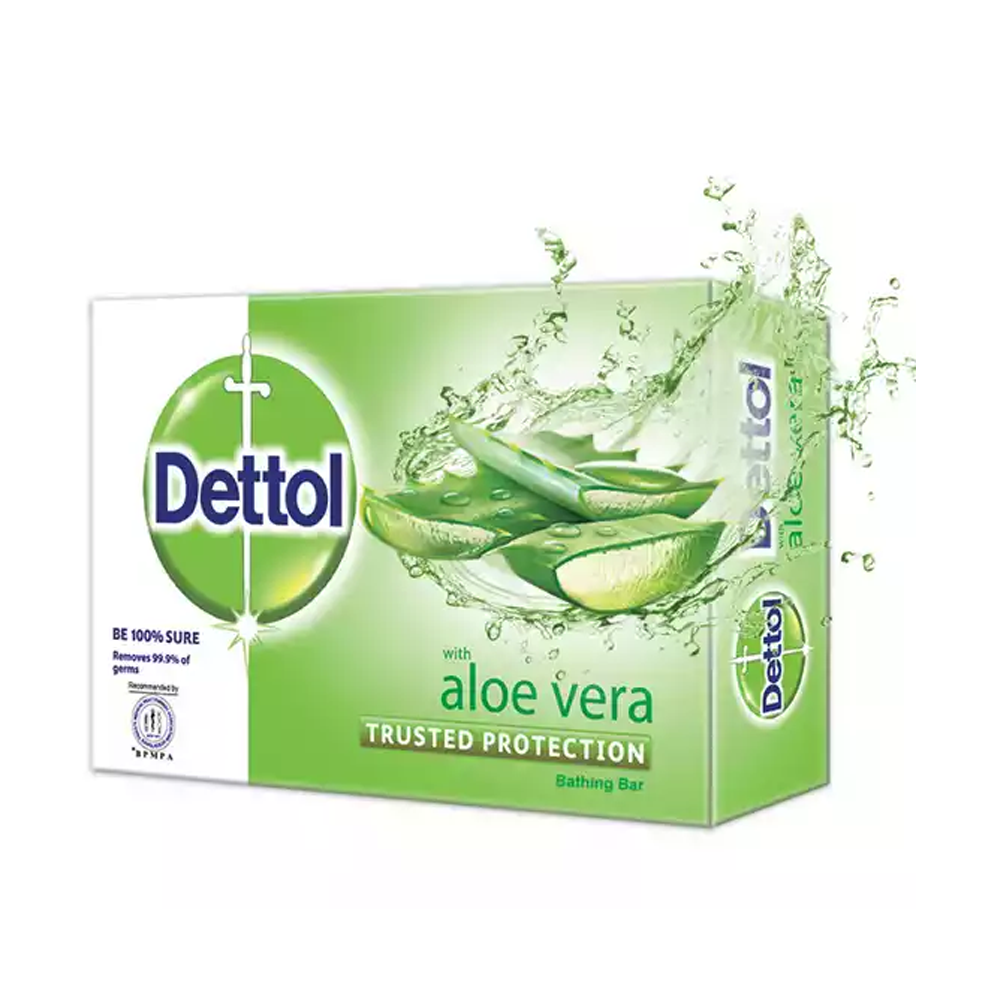 Dettol
BE 100% SURE
Removes 99.9% of
germs
Recommended by
*BPMPA
with
aloe vera
TRUSTED PROTECTION
Bathing Bar
Dettol
with
aloe vera
Dettol